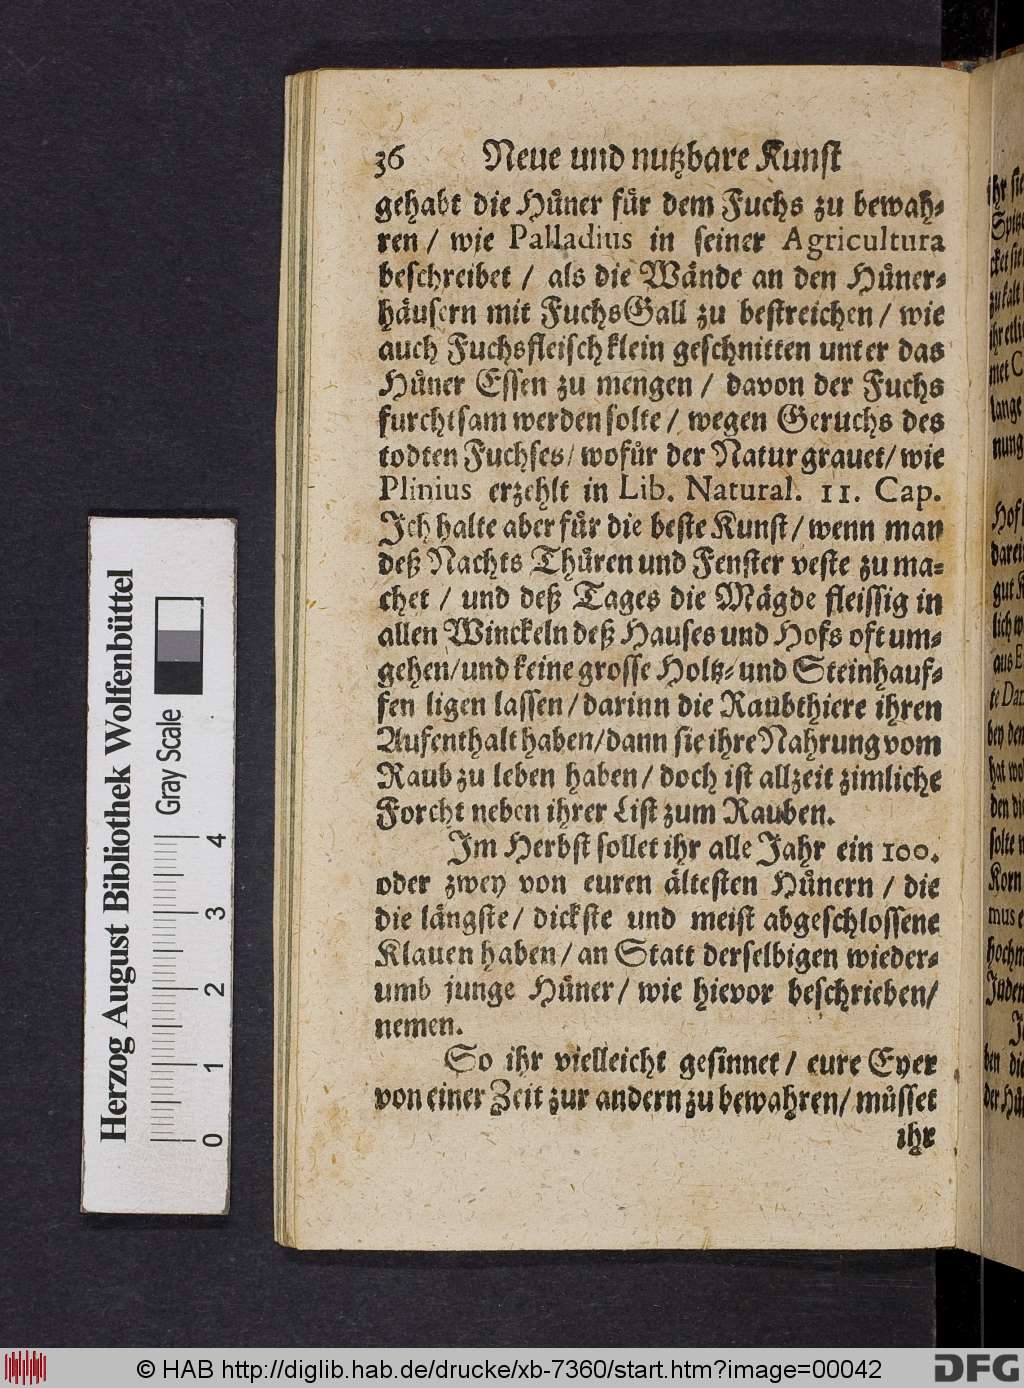 36 Neue und nutzbare Kunst
gehabt die Hüner für dem Fuchs zu bewah-
ren / wie Palladius in seiner Agricultura
beschreibet / als die Wände an den Hüner-
häusern mit FuchsGall zu bestreichen / wie
auch Fuchsfleisch klein geschnitten unter das
Hüner Essen zu mengen / davon der Fuchs
furchtsam werden solte / wegen Geruchs des
todten Fuchses / wofür der Natur grauet / wie
Plinius erzehlt in Lib. Natural. 11. Cap.
Ich halte aber für die beste Kunst / wenn man
deß Nachts Thüren und Fenster veste zu ma-
chet / und deß Tages die Mägde fleissig in
allen Winckeln deß Hauses und Hofs oft um-
gehen / und keine grosse Holtz- und Steinhauf-
fen ligen lassen / darinn die Raubthiere ihren
Aufenthalt haben / dann sie ihre Nahrung vom
Raub zu leben haben / doch ist allzeit zimliche
Forcht neben ihrer List zum Rauben.
Im Herbst sollet ihr alle Jahr ein 100.
oder zwey von euren ältesten Hünern / die
die längste / dickste und meist abgeschlossene
Klauen haben / an Statt derselbigen wieder-
umb junge Hüner / wie hievor beschrieben /
nemen.
So ihr vielleicht gesinnet / eure Eyer
von einer Zeit zur andern zu bewahren / müsset
ihr
Herzog August Bibliothek Wolfenbüttel
Gray Scale
0 1 2 3 4
© HAB http://diglib.hab.de/drucke/xb-7360/start.htm?image=00042
DFG